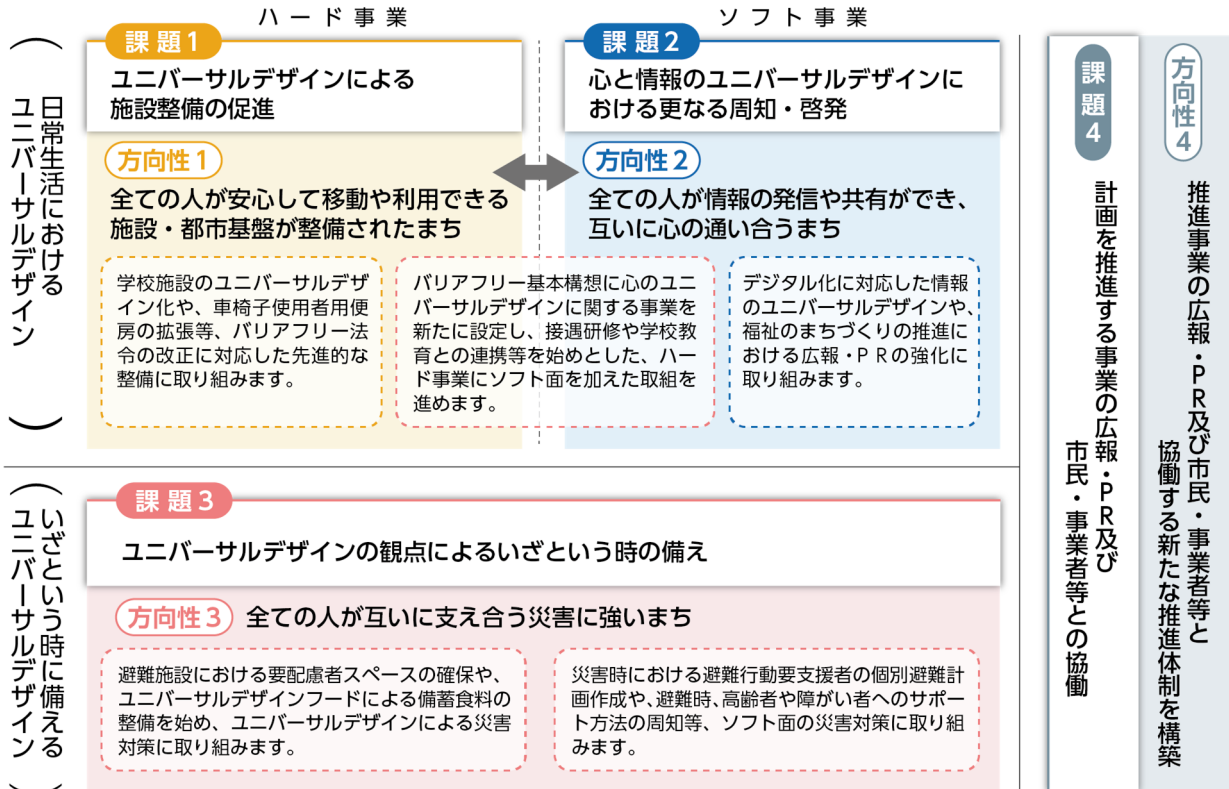 ハード事業
ソフト事業
（日常生活における
ユニバーサルデザイン）
課題1
ユニバーサルデザインによる
施設整備の促進
方向性1
全ての人が安心して移動や利用できる
施設・都市基盤が整備されたまち
学校施設のユニバーサルデザ
イン化や、車椅子使用者用便
房の拡張等、バリアフリー法
令の改正に対応した先進的な
整備に取り組みます。
課題2
心と情報のユニバーサルデザインに
おける更なる周知・啓発
方向性2
全ての人が情報の発信や共有ができ、
互いに心の通い合うまち
バリアフリー基本構想に心のユニ
バーサルデザインに関する事業を
新たに設定し、接遇研修や学校教
育との連携等を始めとした、ハー
ド事業にソフト面を加えた取組を
進めます。
デジタル化に対応した情報
のユニバーサルデザインや、
福祉のまちづくりの推進に
おける広報・PRの強化に
取り組みます。
（いざという時に備える
ユニバーサルデザイン）
課題3
ユニバーサルデザインの観点によるいざという時の備え
方向性3
全ての人が互いに支え合う災害に強いまち
避難施設における要配慮者スペースの確保や、
ユニバーサルデザインフードによる備蓄食料の
整備を始め、ユニバーサルデザインによる災害
対策に取り組みます。
災害時における避難行動要支援者の個別避難計
画作成や、避難時、高齢者や障がい者へのサポー
ト方法の周知等、ソフト面の災害対策に取り組
みます。
課題4
計画を推進する事業の広報・PR及び
市民・事業者等との協働
方向性4
推進事業の広報・PR及び市民・事業者等と
協働する新たな推進体制を構築